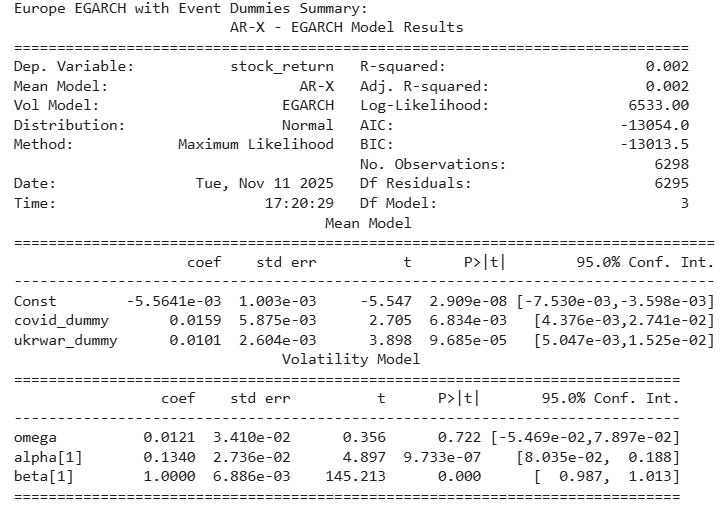 Europe EGARCH with Event Dummies Summary:
AR-X - EGARCH Model Results
==============================================================================
Dep. Variable: stock_return R-squared: 0.002
Mean Model: AR-X Adj. R-squared: 0.002
Vol Model: EGARCH Log-Likelihood: 6533.00
Distribution: Normal AIC: -13054.0
Method: Maximum Likelihood BIC: -13013.5
No. Observations: 6298
Date: Tue, Nov 11 2025 Df Residuals: 6295
Time: 17:20:29 Df Model: 3
Mean Model
=================================================================================
coef std err t P>|t| 95.0% Conf. Int.
---------------------------------------------------------------------------------
Const -5.5641e-03 1.003e-03 -5.547 2.909e-08 [-7.530e-03,-3.598e-03]
covid_dummy 0.0159 5.875e-03 2.705 6.834e-03 [4.376e-03,2.741e-02]
ukrwar_dummy 0.0101 2.604e-03 3.898 9.685e-05 [5.047e-03,1.525e-02]
Volatility Model
=============================================================================
coef std err t P>|t| 95.0% Conf. Int.
-----------------------------------------------------------------------------
omega 0.0121 3.410e-02 0.356 0.722 [-5.469e-02,7.897e-02]
alpha[1] 0.1340 2.736e-02 4.897 9.733e-07 [8.035e-02, 0.188]
beta[1] 1.0000 6.886e-03 145.213 0.000 [ 0.987, 1.013]
=============================================================================